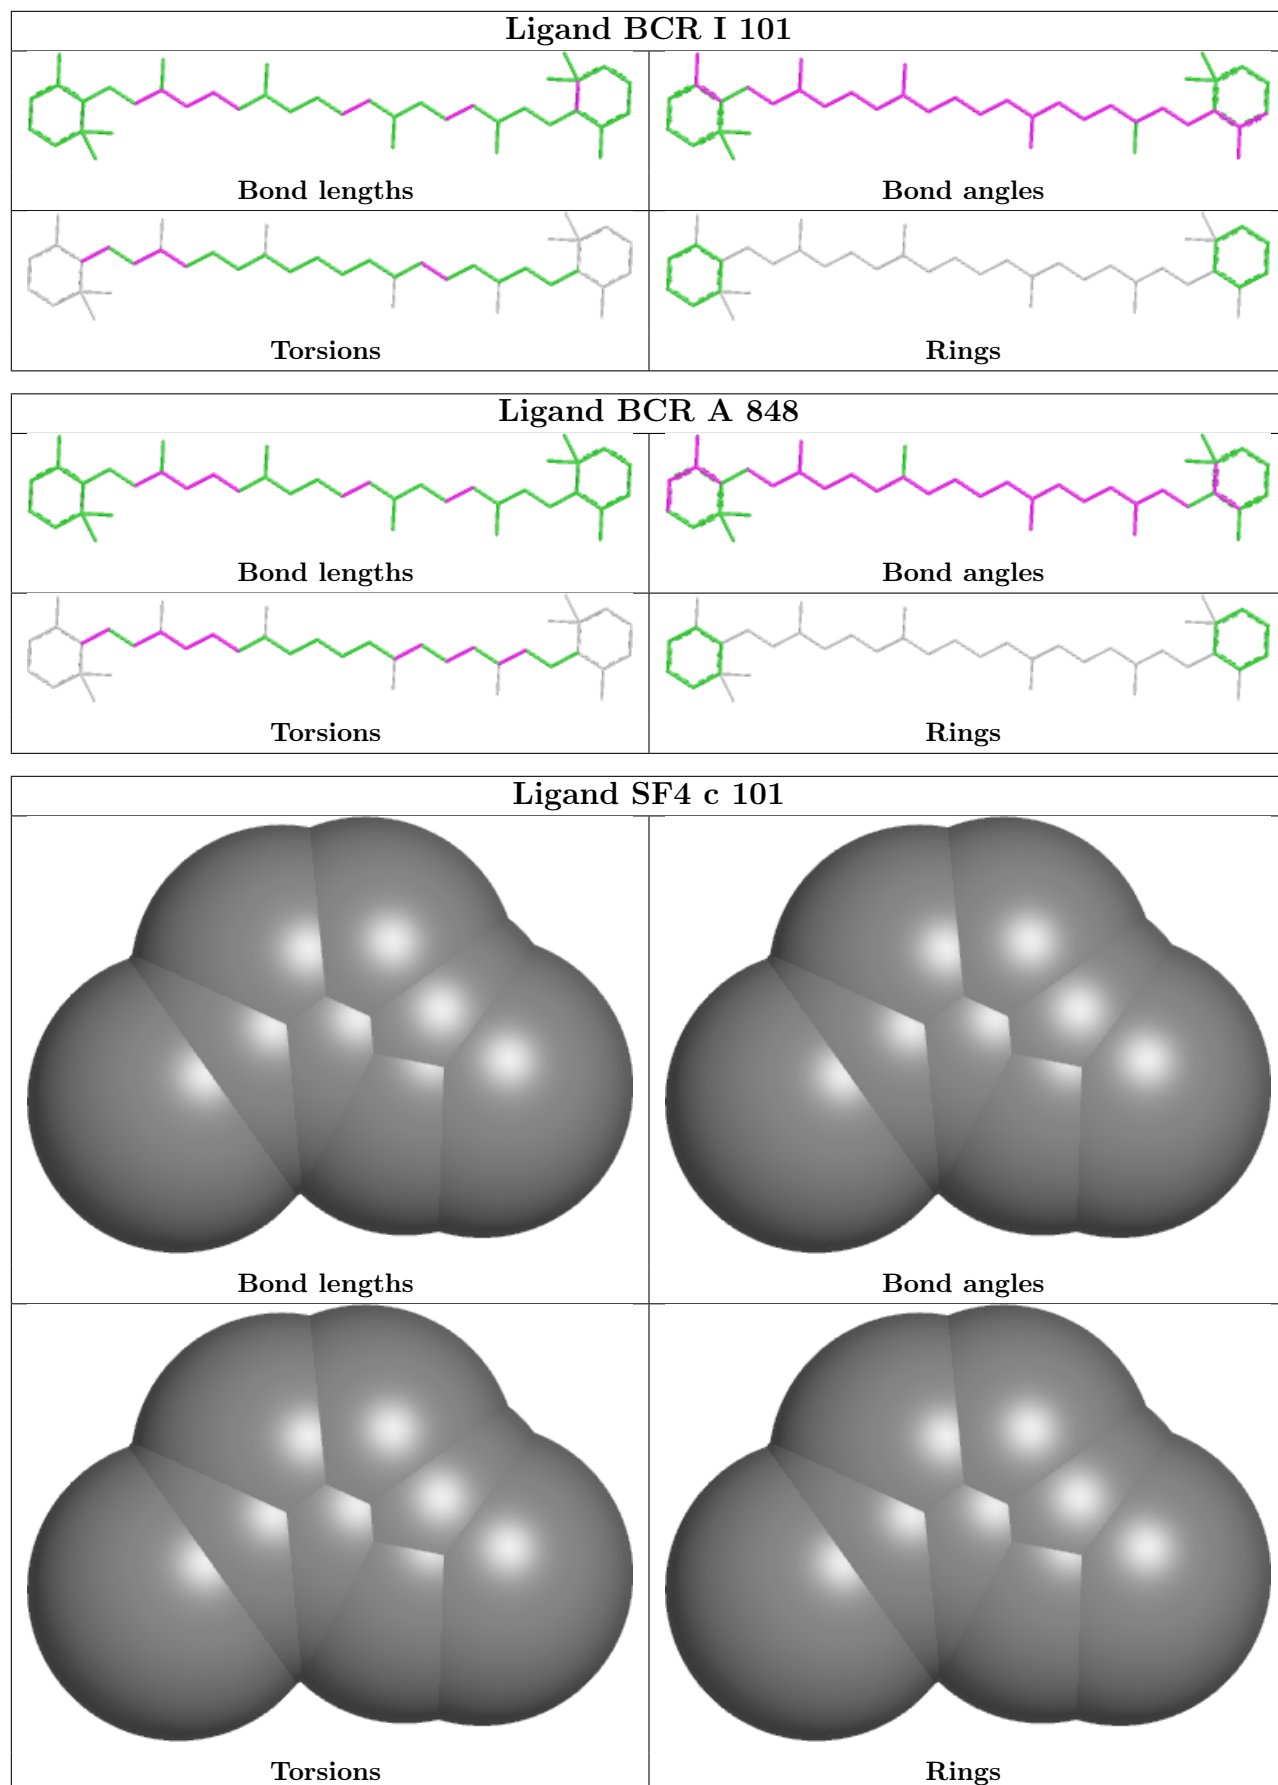 Ligand BCR I 101
Bond lengths
Bond angles
Torsions
Rings
Ligand BCR A 848
Bond lengths
Bond angles
Torsions
Rings
Ligand SF4 c 101
Bond lengths
Bond angles
Torsions
Rings